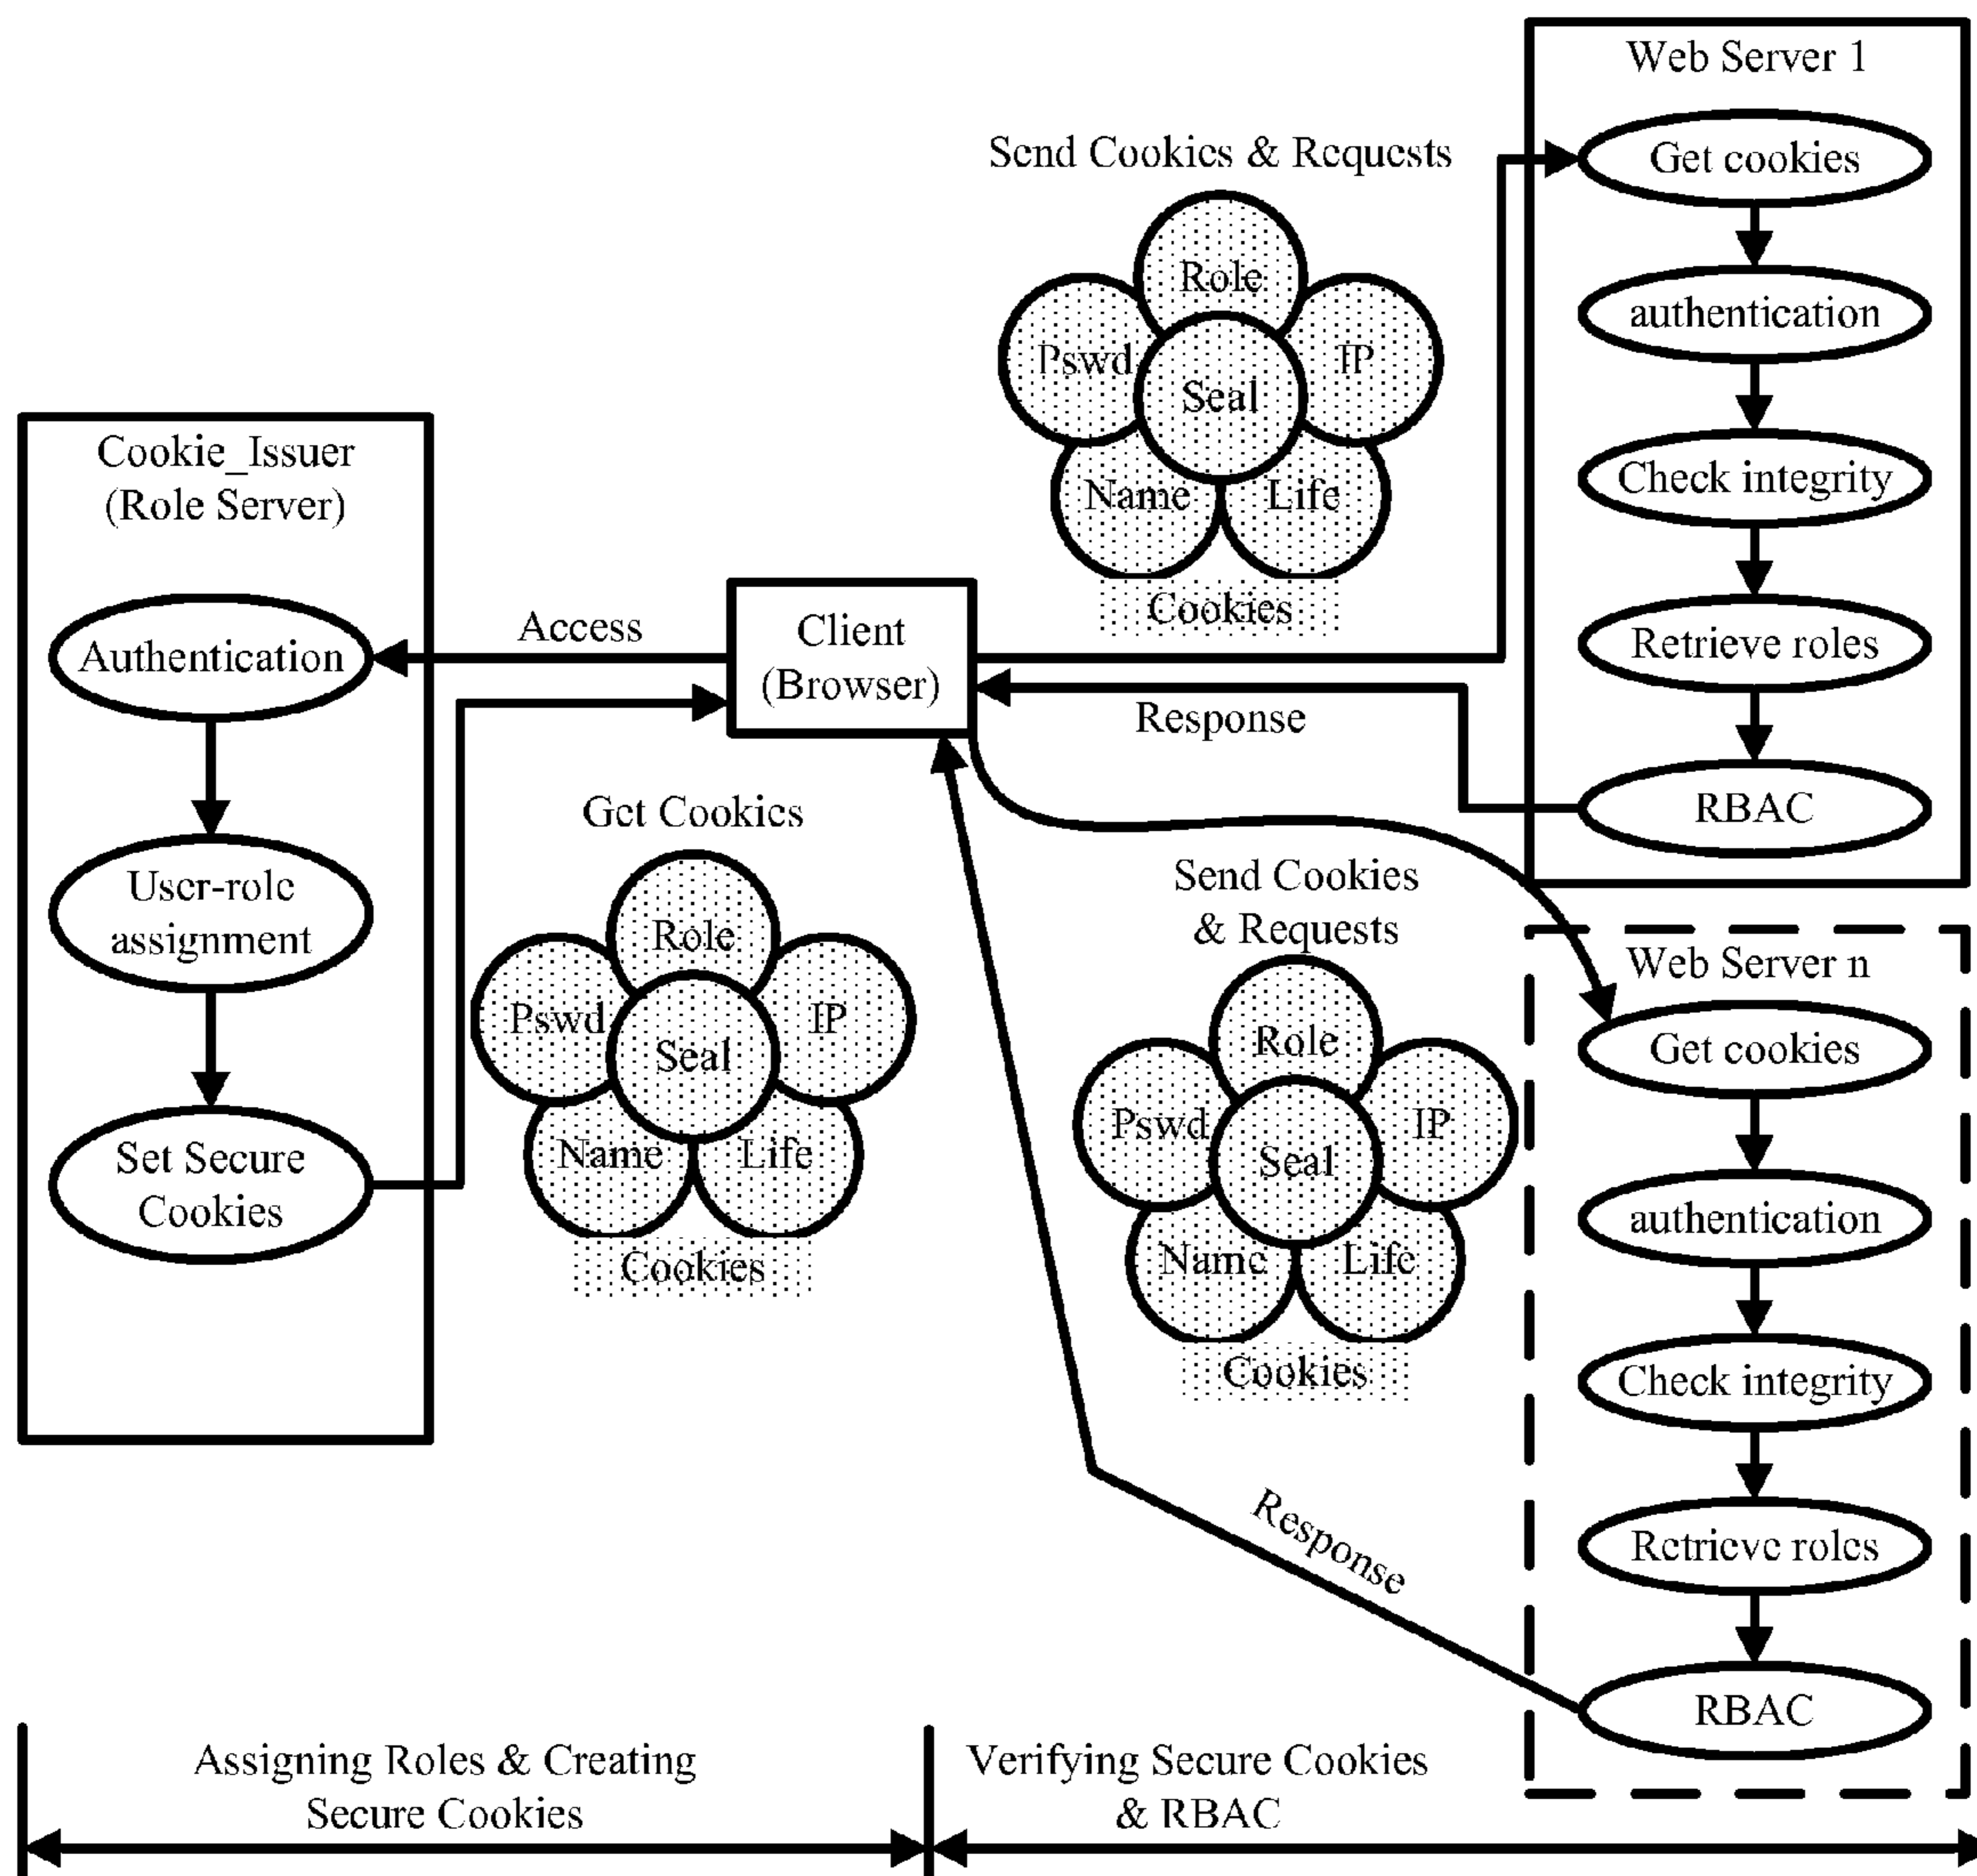 Cookie_Issuer
(Role Server)
Authentication
User-role
assignment
Set Secure
Cookies
Access
Client
(Browser)
Get Cookies
Role
Pswd
IP
Seal
Name
Life
Cookies
Send Cookies & Requests
Role
Pswd
IP
Seal
Name
Life
Cookies
Response
Web Server 1
Get cookies
authentication
Check integrity
Retrieve roles
RBAC
Send Cookies
& Requests
Role
Pswd
IP
Seal
Name
Life
Cookies
Response
Web Server n
Get cookies
authentication
Check integrity
Retrieve roles
RBAC
Assigning Roles & Creating
Secure Cookies
Verifying Secure Cookies
& RBAC